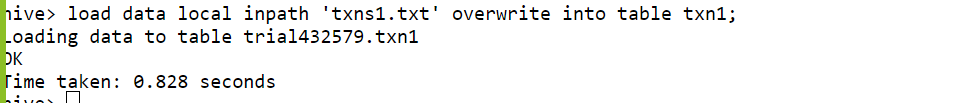 hive> load data local inpath 'txns1.txt' overwrite into table txn1;
Loading data to table trial432579.txn1
OK
Time taken: 0.828 seconds
hive>